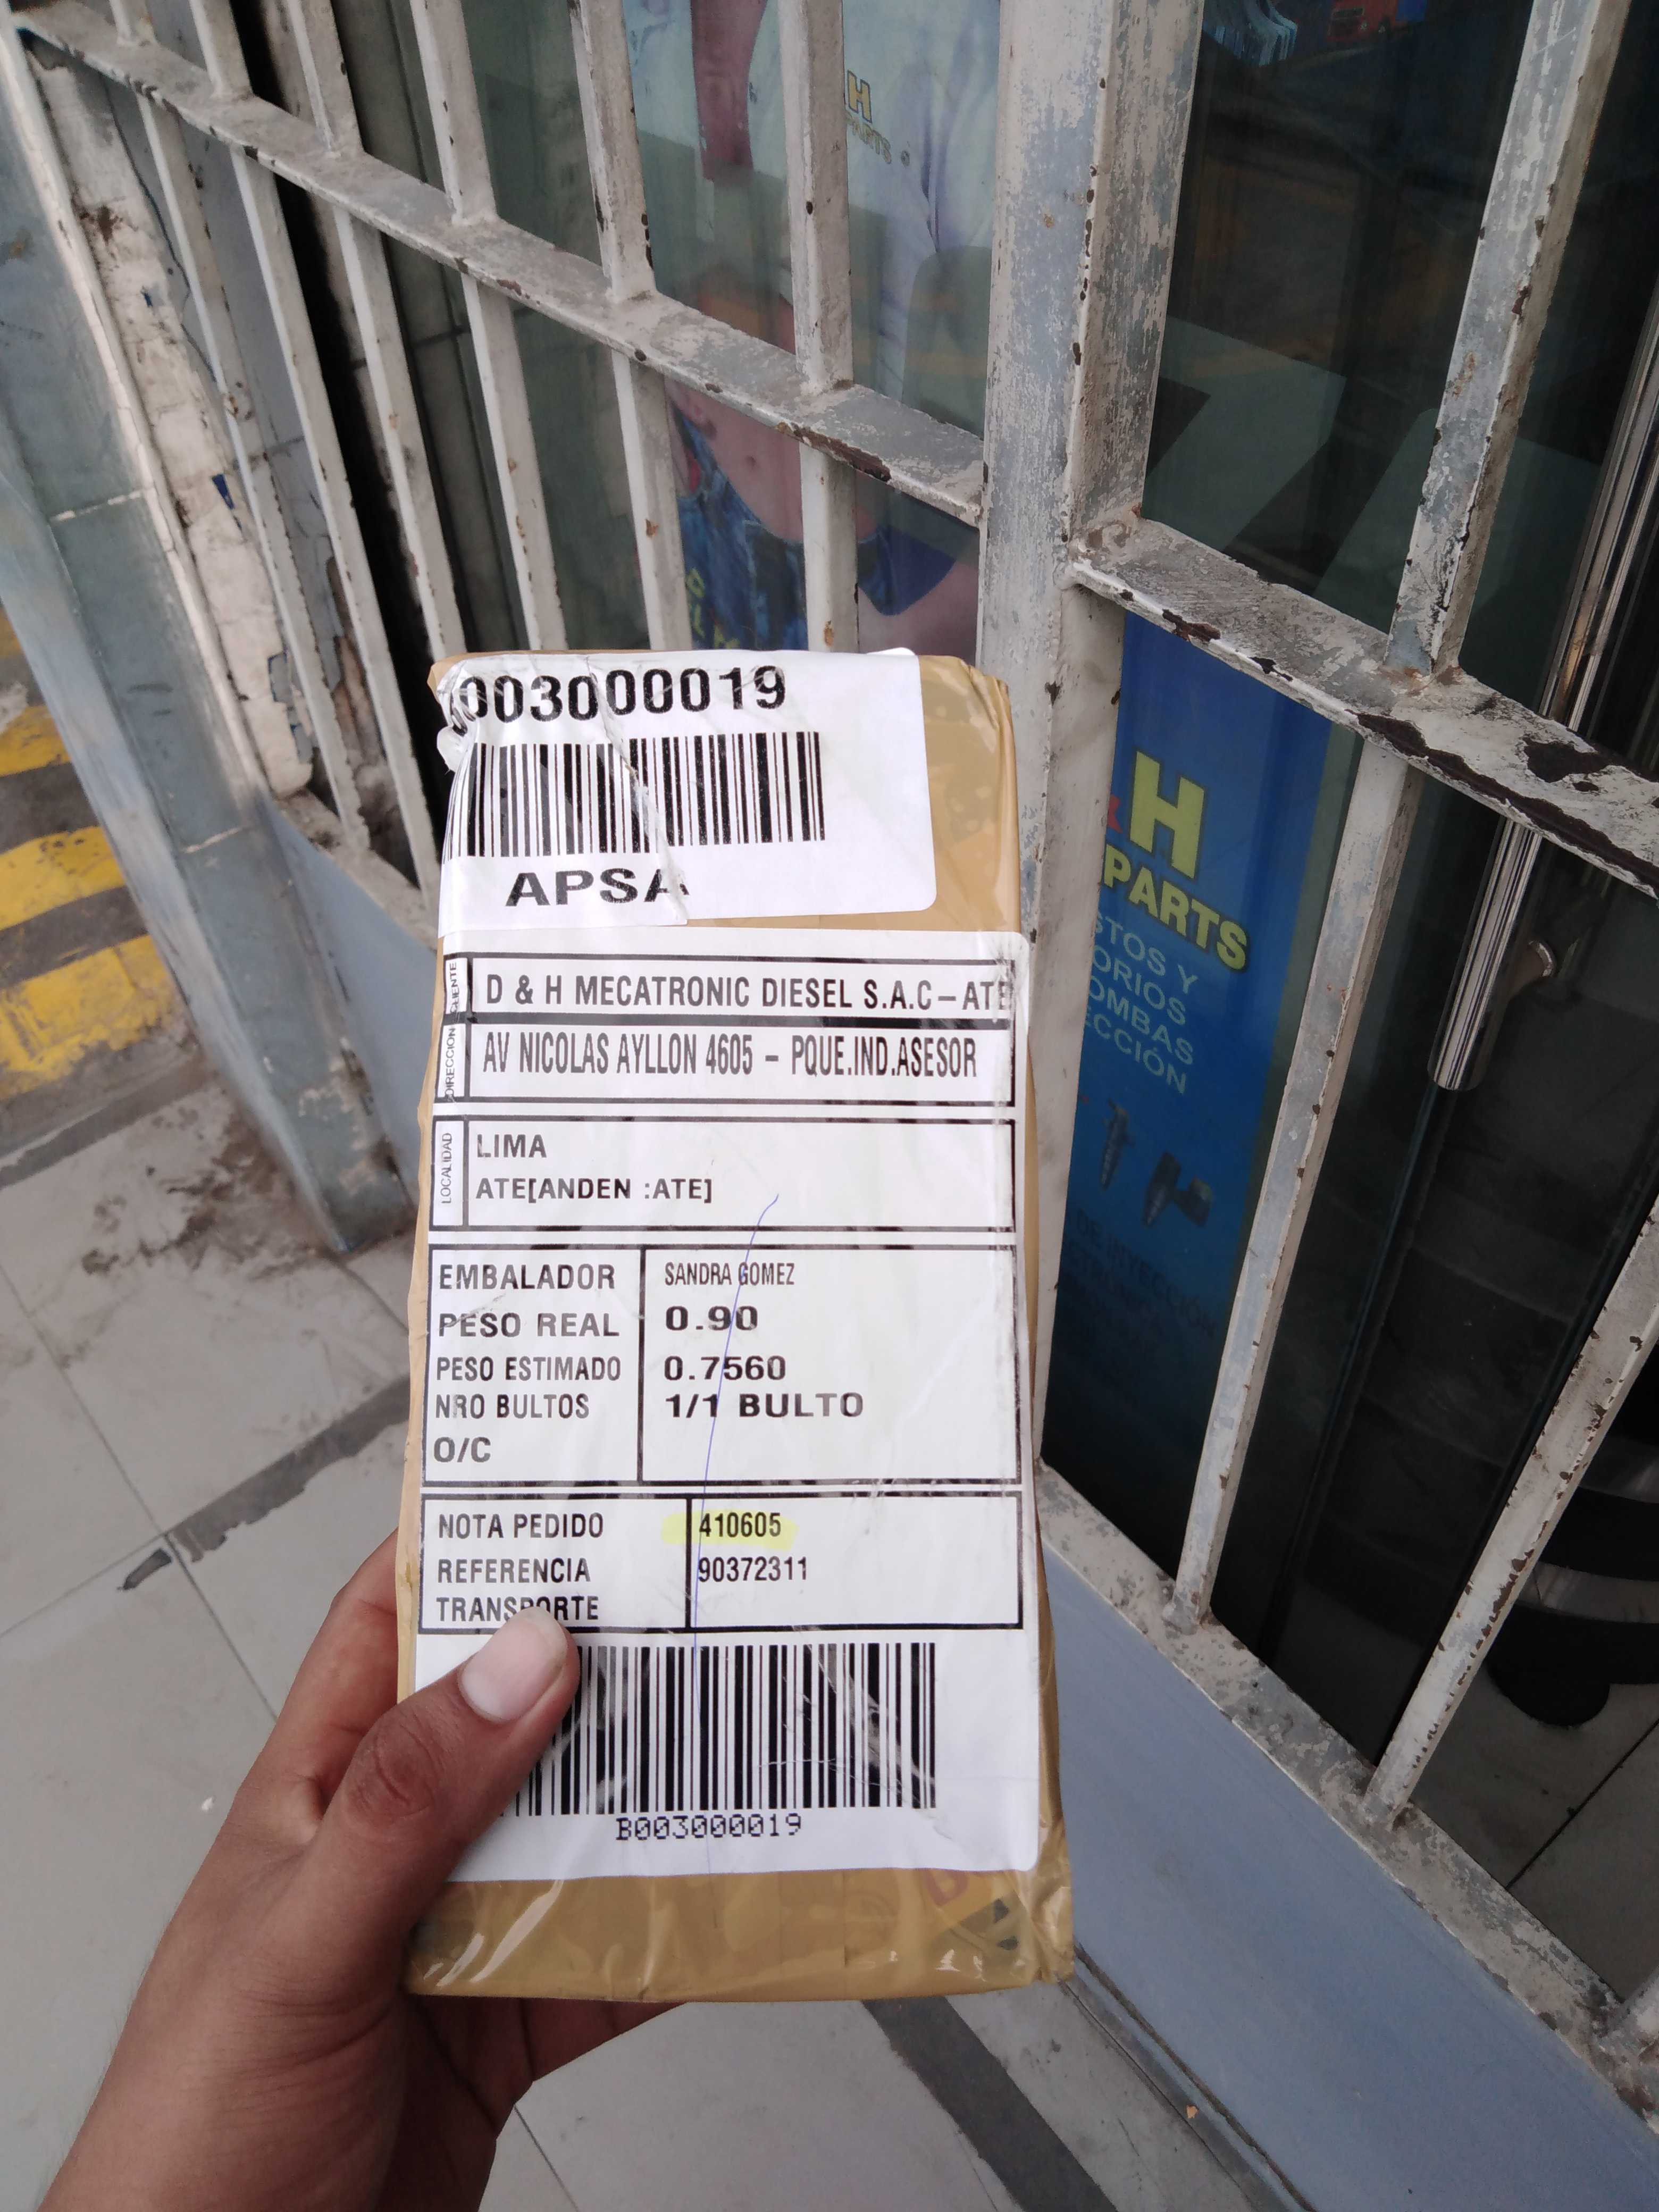 H
PARTS
003000019
APSA
CLIENTE
D & H MECATRONIC DIESEL S.A.C-ATE
DIRECCION
AV NICOLAS AYLLON 4605 - PQUE.IND.ASESOR
LOCALIDAD
LIMA
ATE[ANDEN :ATE]
EMBALADOR SANDRA GOMEZ
PESO REAL 0.90
PESO ESTIMADO 0.7560
NRO BULTOS 1/1 BULTO
O/C
NOTA PEDIDO 410605
REFERENCIA 90372311
TRANSPORTE
B003000019
H
PARTS
STOS Y
ORIOS
OMBAS
ECCIÓN